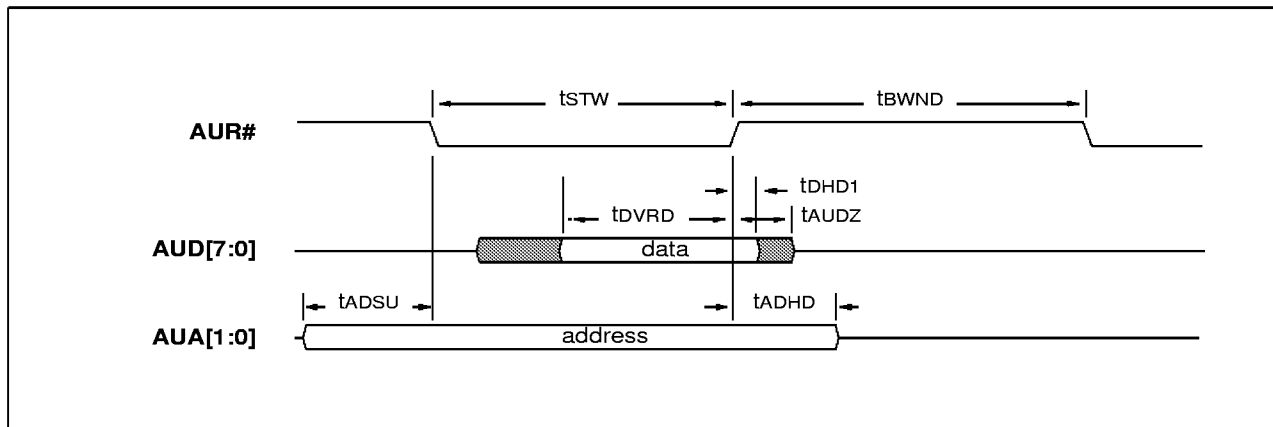 tSTW tBWND
AUR#
tDHD1
tDVRD tAUDZ
AUD[7:0] data
tADSU tADHD
AUA[1:0] address